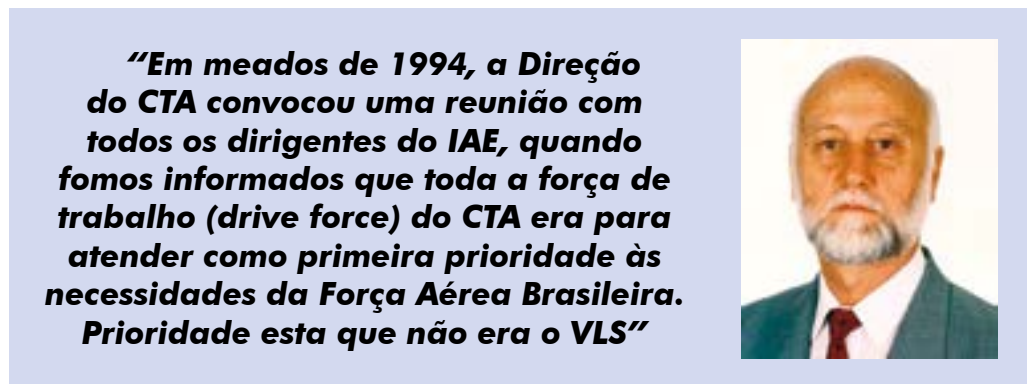 “Em meados de 1994, a Direção
do CTA convocou uma reunião com
todos os dirigentes do IAE, quando
fomos informados que toda a força de
trabalho (drive force) do CTA era para
atender como primeira prioridade às
necessidades da Força Aérea Brasileira.
Prioridade esta que não era o VLS”